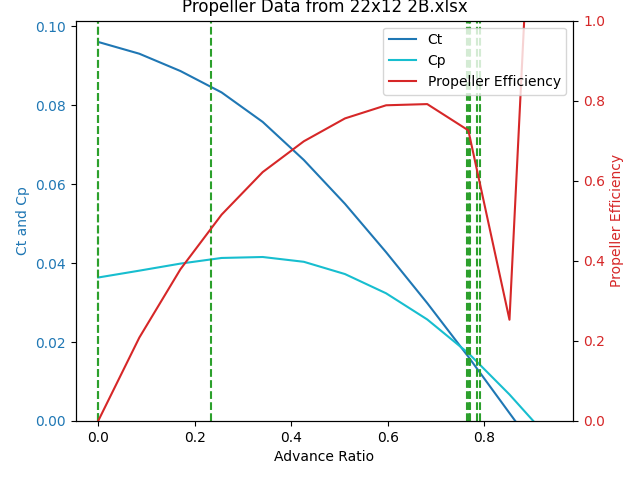 Propeller Data from 22x12 2B.xlsx
Ct
Cp
Propeller Efficiency
0.10
0.08
0.06
0.04
0.02
0.00
Ct and Cp
1.0
0.8
0.6
0.4
0.2
0.0
Propeller Efficiency
0.0
0.2
0.4
0.6
0.8
Advance Ratio